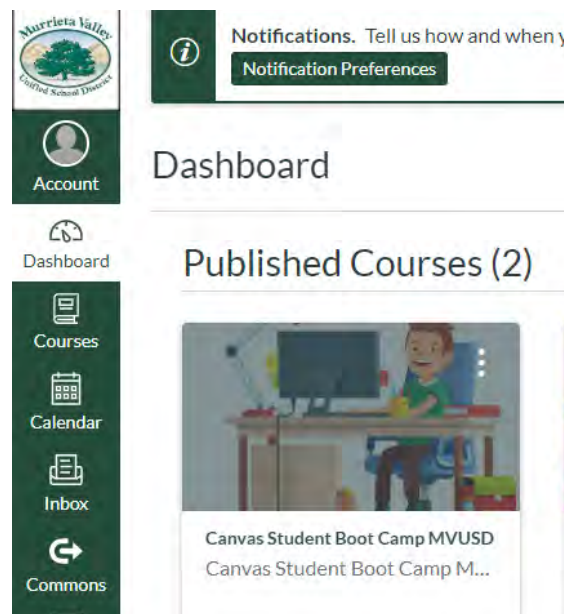 Murrieta Valley
Unified School District
Notifications. Tell us how and when y
Notification Preferences
Account
Dashboard
Dashboard
Published Courses (2)
Courses
Calendar
Inbox
Commons
Canvas Student Boot Camp MVUSD
Canvas Student Boot Camp M...